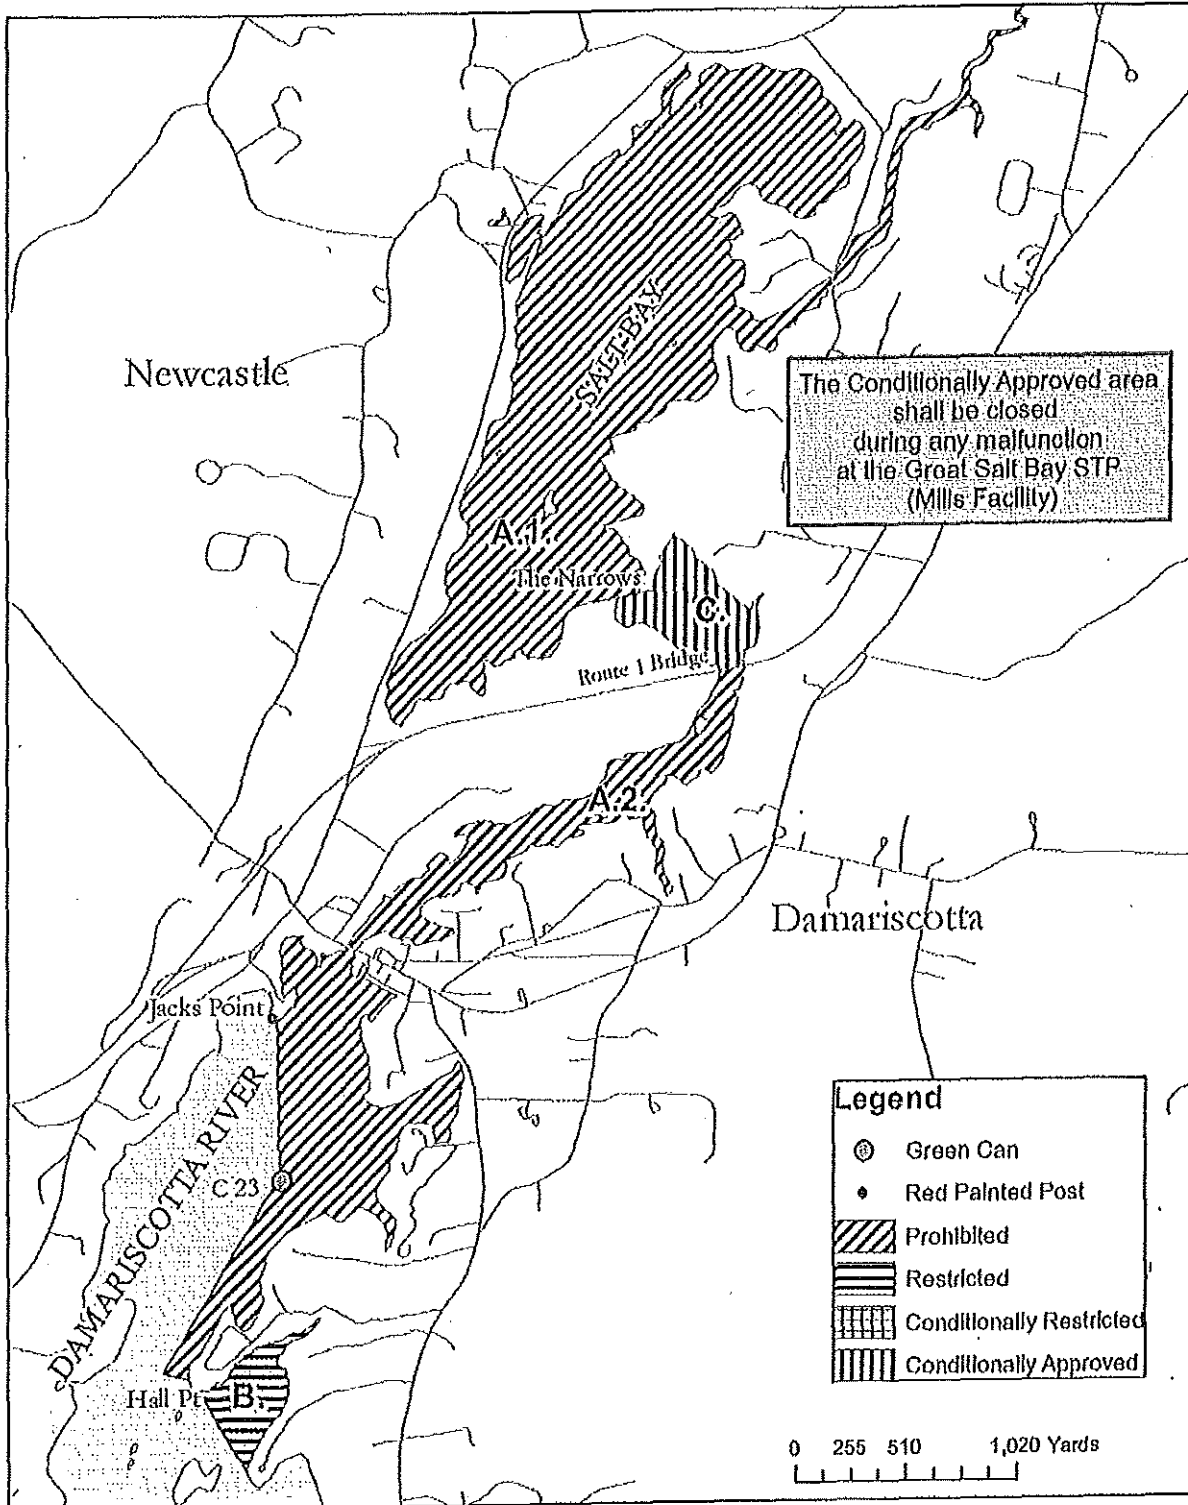 Newcastle
SALT BAY
The Conditionally Approved area
shall be closed
during any malfunction
at the Great Salt Bay STP
(Mills Facility)
A.1.
The Narrows
C.
Route 1 Bridge
A.2.
Damariscotta
Jacks Point
DAMARISCOTTA RIVER
C 23
Hall Pt
B.
Legend
Green Can
Red Painted Post
Prohibited
Restricted
Conditionally Restricted
Conditionally Approved
0 255 510 1,020 Yards